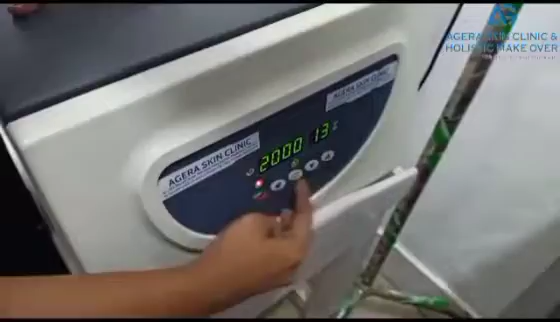 AGERA SKIN CLINIC &
HOLISTIC MAKE OVER
AGERA SKIN CLINIC
AGERA SKIN CLINIC
2000 13